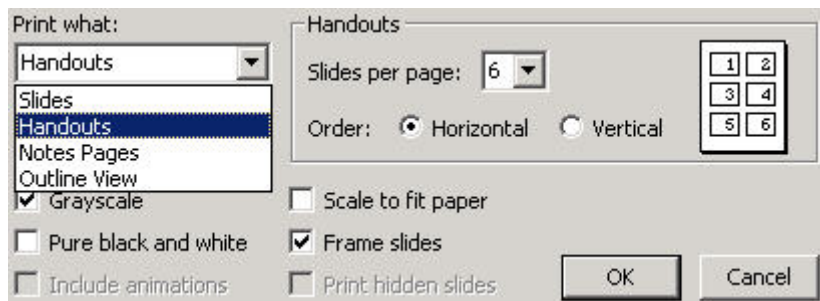 Print what:
Handouts
Slides
Handouts
Notes Pages
Outline View
Grayscale
Pure black and white
Include animations
Handouts
Slides per page: 6
Order: Horizontal Vertical
1 2
3 4
5 6
Scale to fit paper
Frame slides
Print hidden slides
OK Cancel